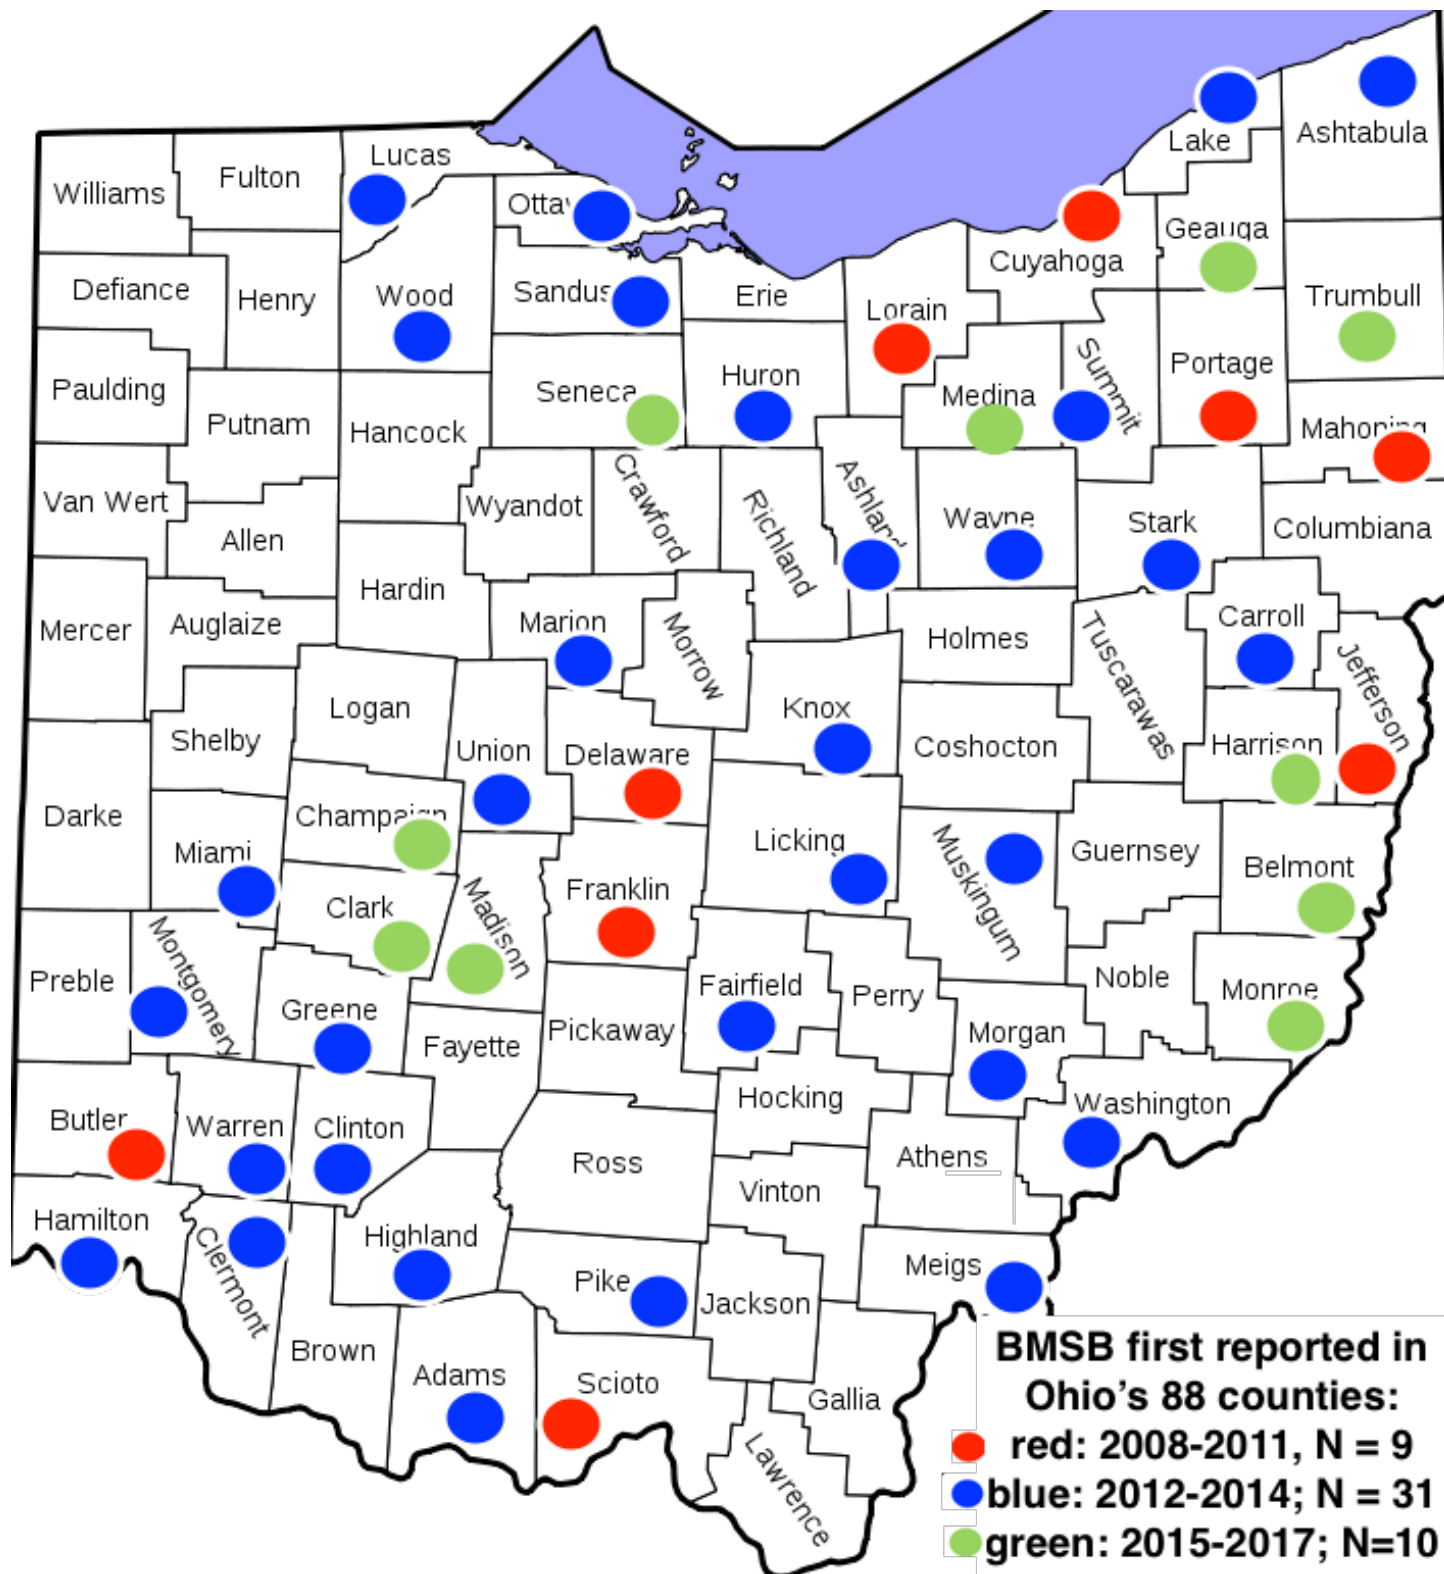 Lucas
Lake
Ashtabula
Fulton
Williams
Otta
Geauga
Cuyahoga
Defiance
Henry
Wood
Sandus
Erie
Lorain
Trumbull
Portage
Summit
Paulding
Seneca
Huron
Medina
Putnam
Hancock
Mahoning
Van Wert
Wyandot
Crawford
Richland
Ashland
Wayne
Stark
Columbiana
Allen
Hardin
Mercer
Auglaize
Marion
Morrow
Holmes
Tuscarawas
Carroll
Jefferson
Logan
Knox
Shelby
Union
Delaware
Coshocton
Harrison
Darke
Champaign
Miami
Licking
Muskingum
Guernsey
Belmont
Clark
Madison
Franklin
Montgomery
Preble
Fairfield
Perry
Noble
Monroe
Greene
Fayette
Pickaway
Morgan
Hocking
Washington
Butler
Warren
Clinton
Ross
Athens
Vinton
Hamilton
Clermont
Highland
Meigs
Pike
Jackson
Brown
Adams
Scioto
Gallia
Lawrence
BMSB first reported in
Ohio’s 88 counties:
red: 2008-2011, N = 9
blue: 2012-2014; N = 31
green: 2015-2017; N=10